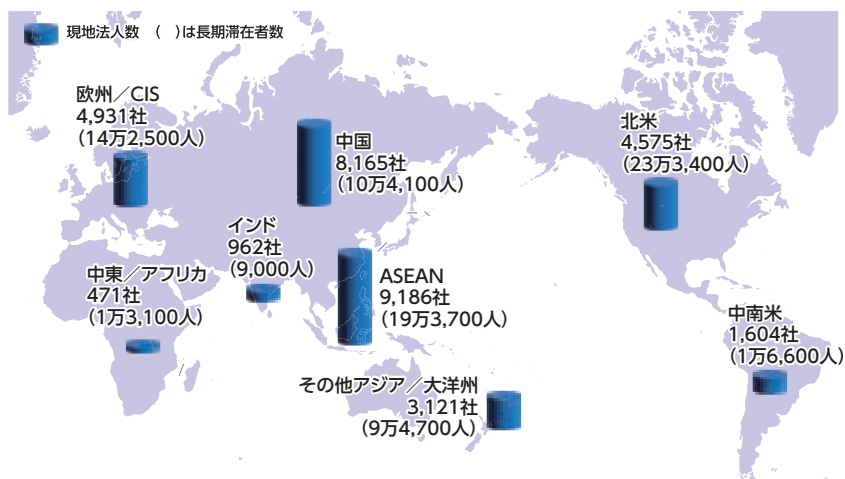 現地法人数 （　）は長期滞在者数
欧州／CIS
4,931社
（14万2,500人）
中国
8,165社
（10万4,100人）
北米
4,575社
（23万3,400人）
インド
962社
（9,000人）
中東／アフリカ
471社
（1万3,100人）
ASEAN
9,186社
（19万3,700人）
中南米
1,604社
（1万6,600人）
その他アジア／大洋州
3,121社
（9万4,700人）